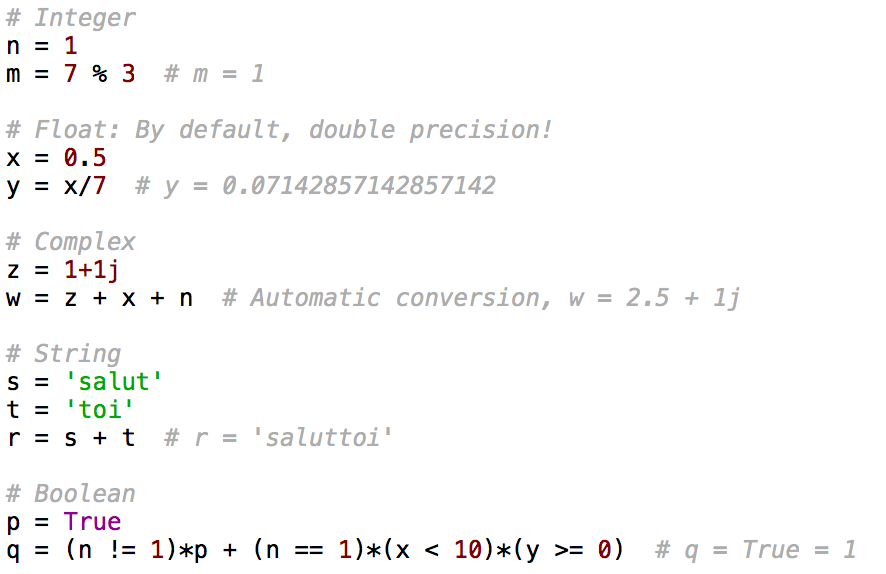 # Integer
n = 1
m = 7 % 3  # m = 1
# Float: By default, double precision!
x = 0.5
y = x/7  # y = 0.07142857142857142
# Complex
z = 1+1j
w = z + x + n  # Automatic conversion, w = 2.5 + 1j
# String
s = 'salut'
t = 'toi'
r = s + t  # r = 'saluttoi'
# Boolean
p = True
q = (n != 1)*p + (n == 1)*(x < 10)*(y >= 0)  # q = True = 1